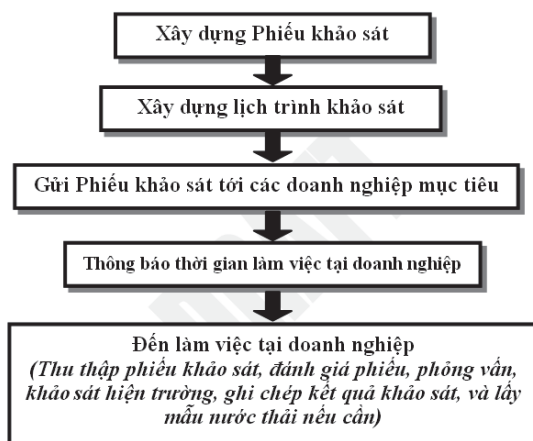 Xây dựng Phiếu khảo sát
Xây dựng lịch trình khảo sát
Gửi Phiếu khảo sát tới các doanh nghiệp mục tiêu
Thông báo thời gian làm việc tại doanh nghiệp
Đến làm việc tại doanh nghiệp
(Thu thập phiếu khảo sát, đánh giá phiếu, phỏng vấn,
khảo sát hiện trường, ghi chép kết quả khảo sát, và lấy
mẫu nước thải nếu cần)